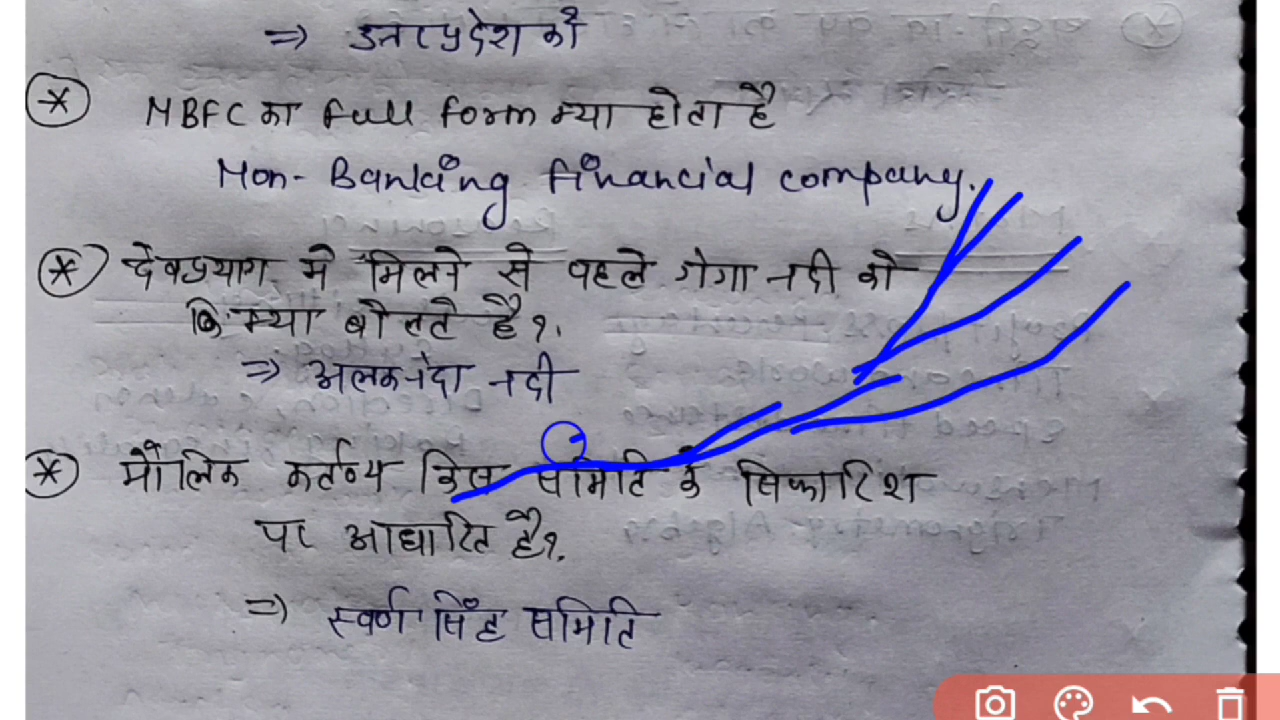 => उत्तरप्रदेश को
* NBFC का full form क्या होता है
Non-Banking financial company.
* देवप्रयाग में मिलने से पहले गंगा नदी को
क्या बोलते है?
=> अलकनंदा नदी
* मौलिक कर्तव्य किस समिति के सिफारिश
पर आधारित है?
=> स्वर्ण सिंह समिति